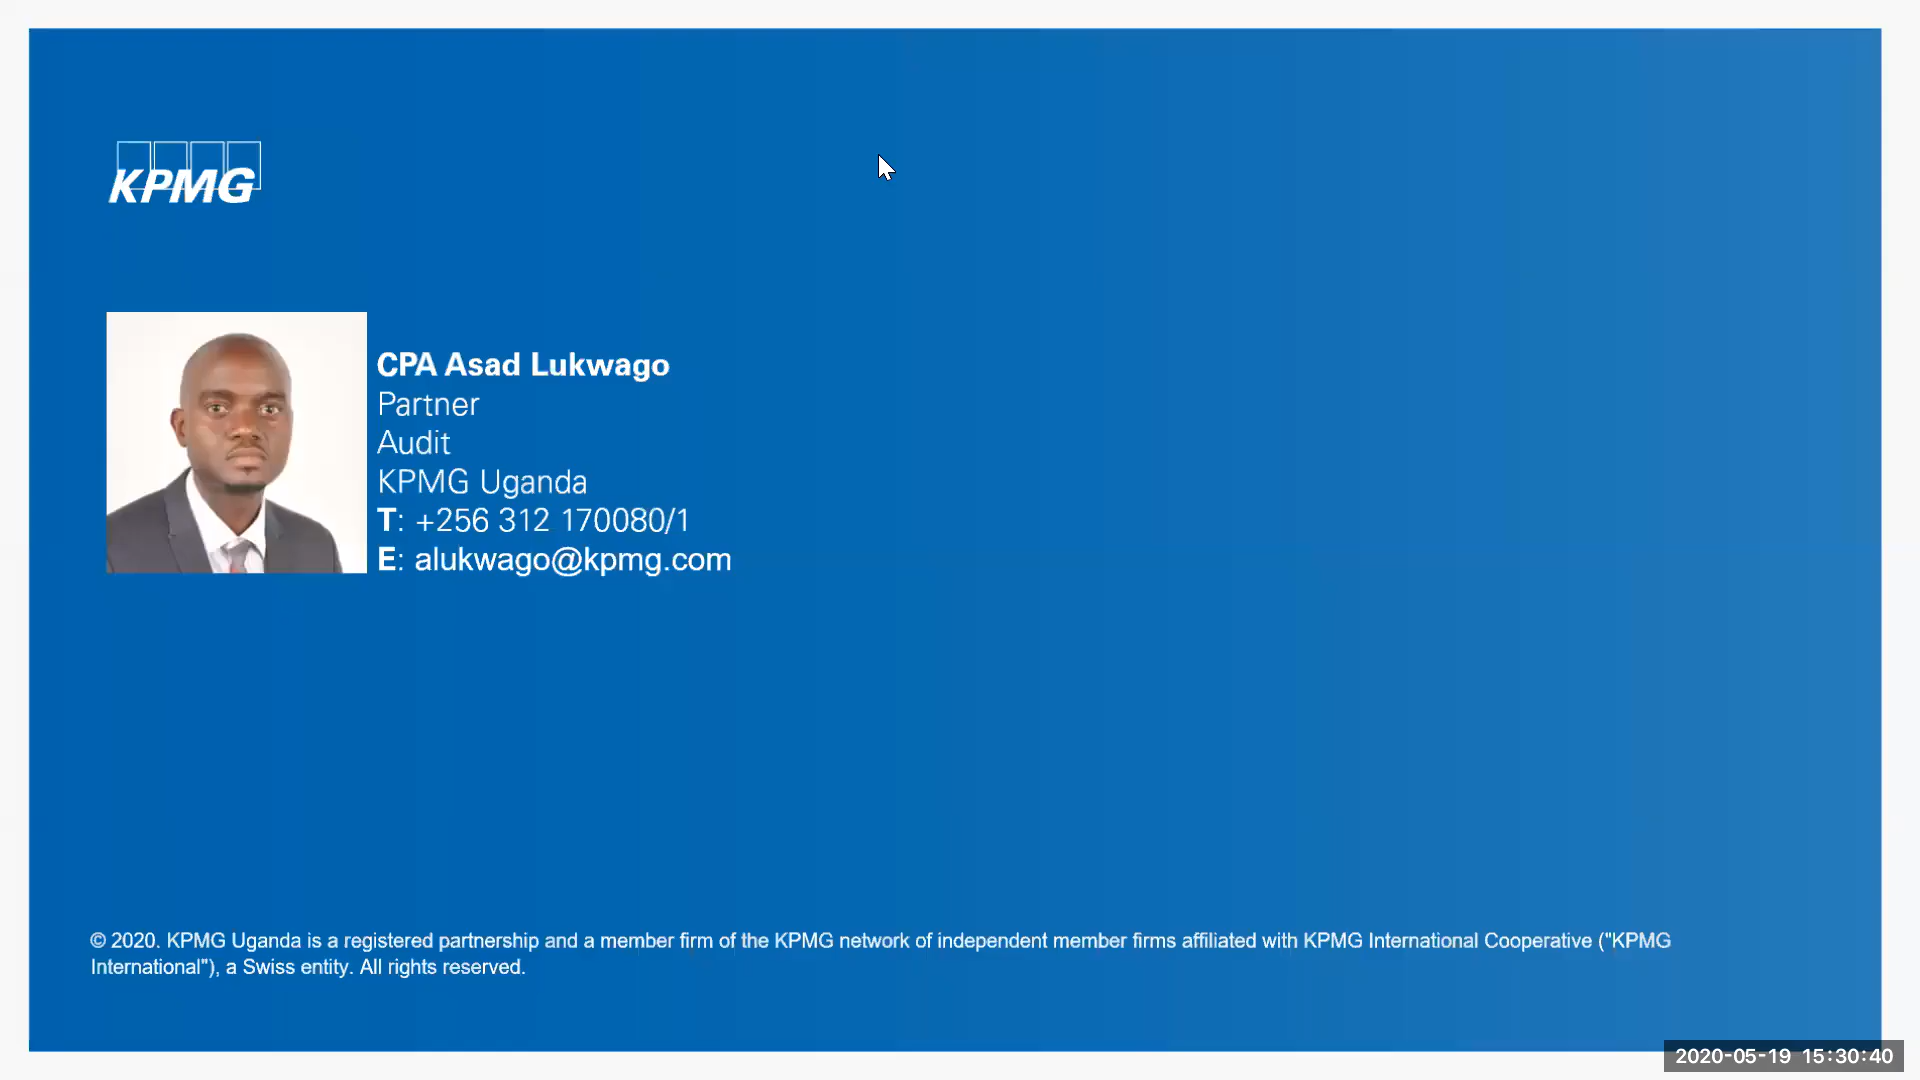 KPMG
CPA Asad Lukwago
Partner
Audit
KPMG Uganda
T: +256 312 170080/1
E: alukwago@kpmg.com
© 2020. KPMG Uganda is a registered partnership and a member firm of the KPMG network of independent member firms affiliated with KPMG International Cooperative ("KPMG
International"), a Swiss entity. All rights reserved.
2020-05-19 15:30:40